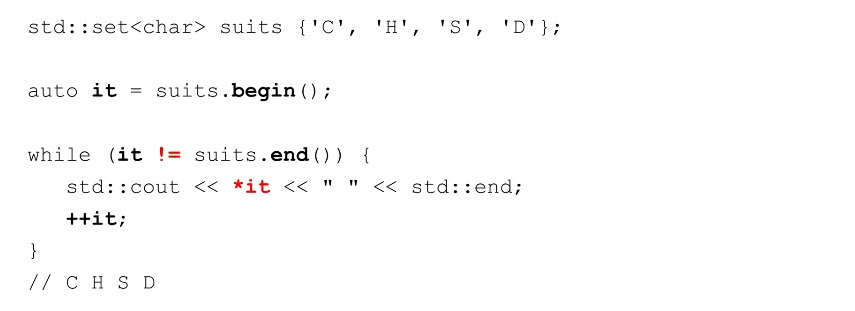 std::set<char> suits {'C', 'H', 'S', 'D'};
auto it = suits.begin();
while (it != suits.end()) {
std::cout << *it << " " << std::end;
++it;
}
// C H S D